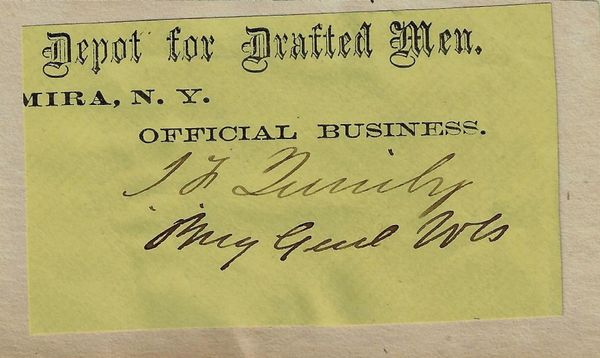 Depot for Drafted Men.
MIRA, N. Y.
OFFICIAL BUSINESS.
I F Quinby
Brig Genl Vols